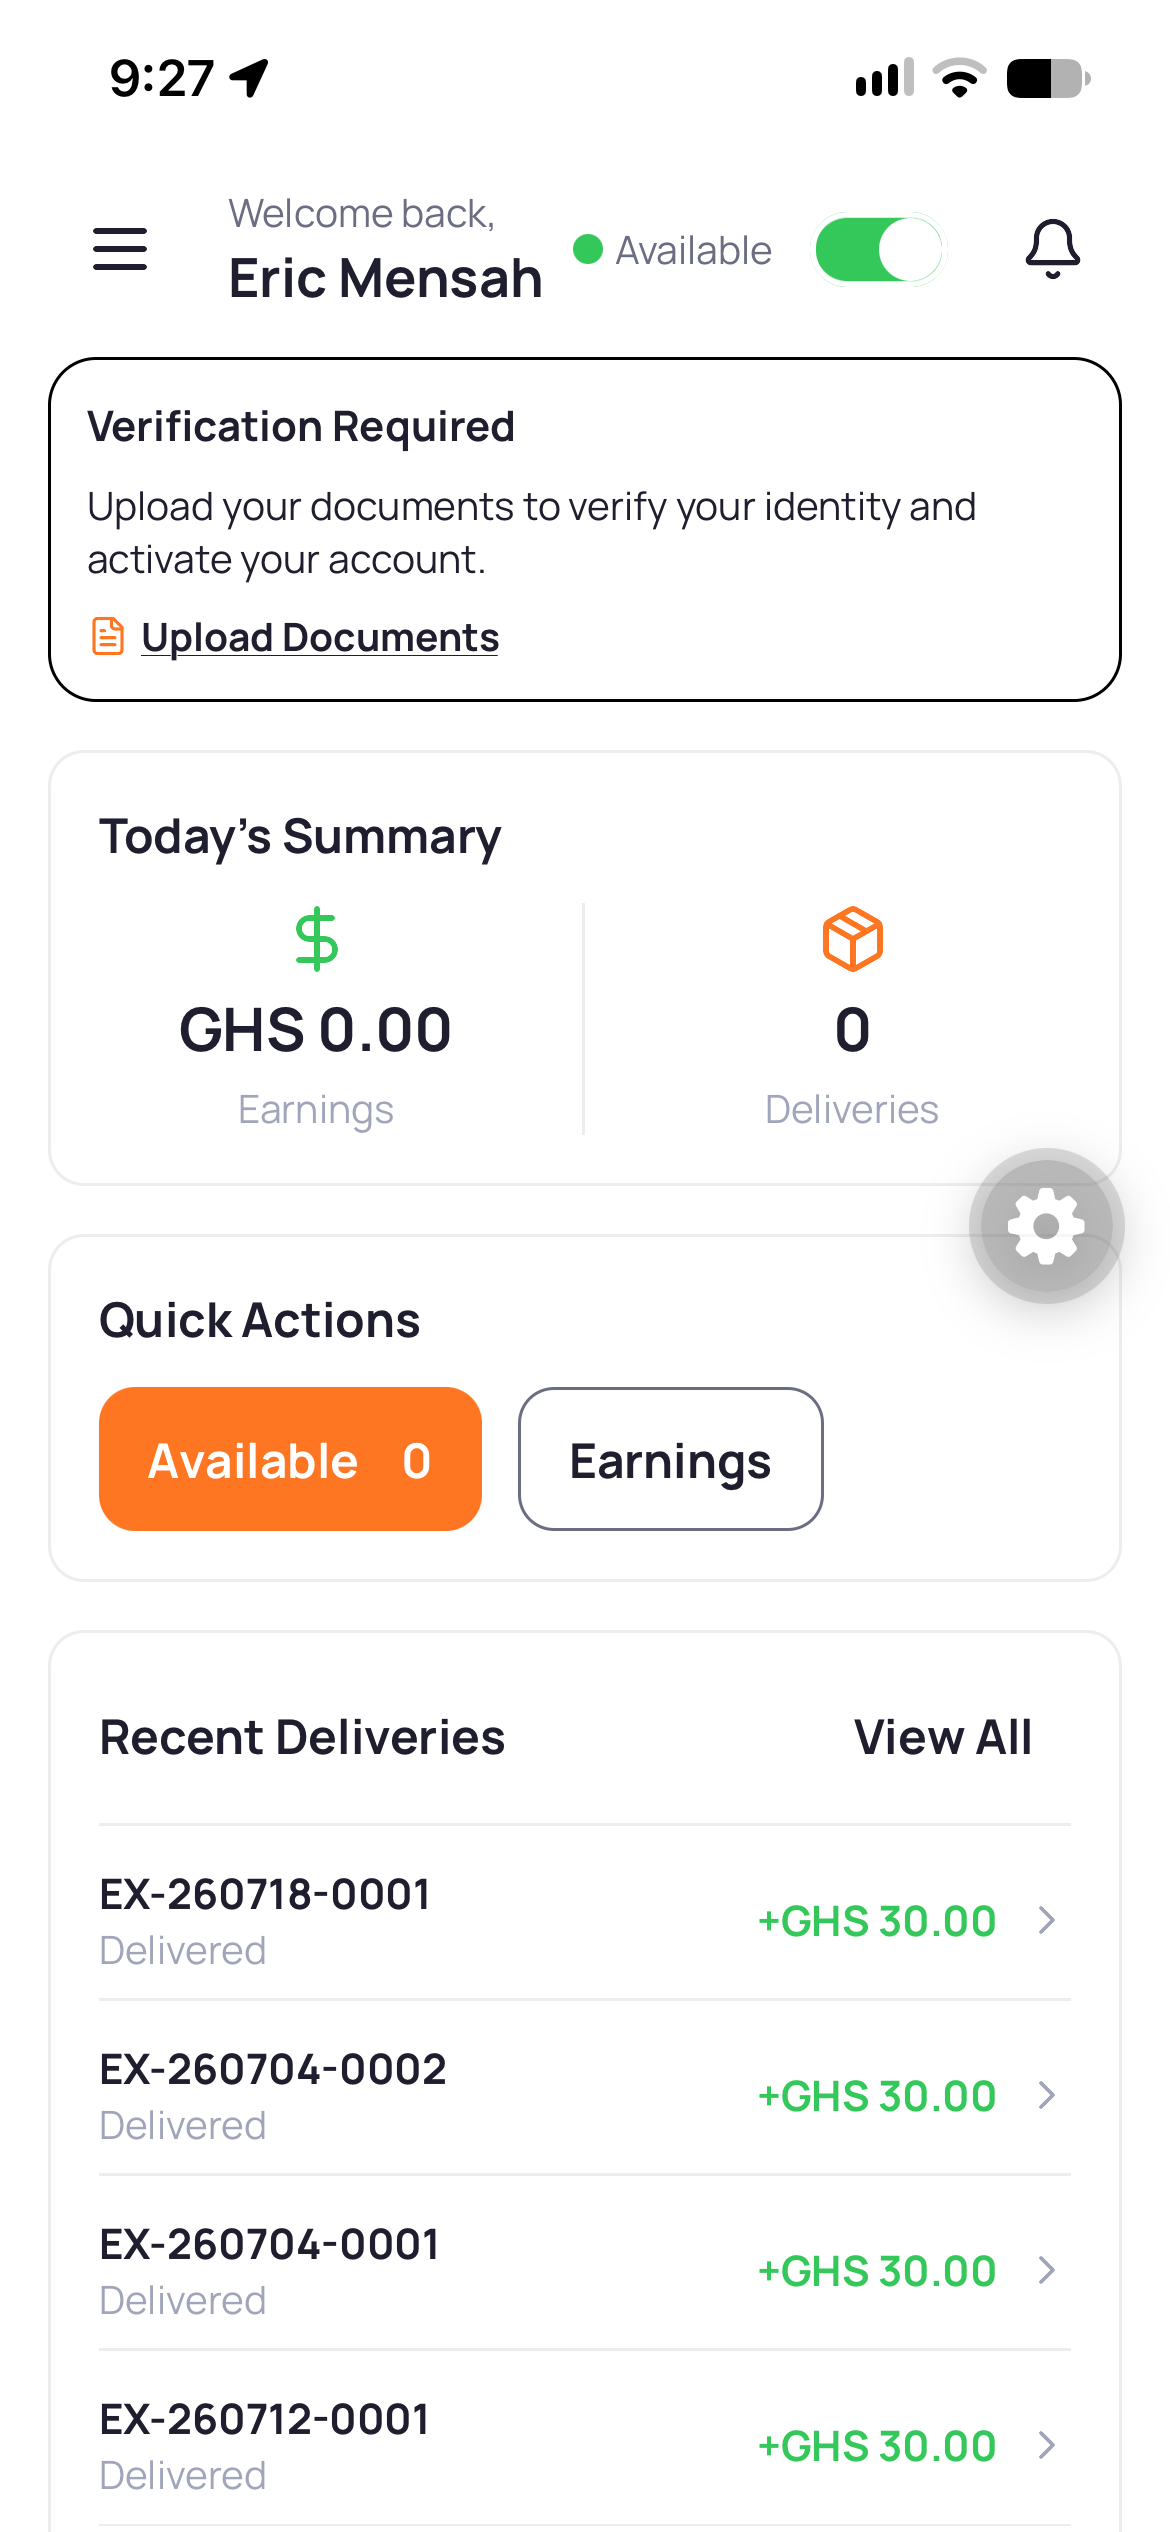 9:27
Welcome back,
Eric Mensah
Available
Verification Required
Upload your documents to verify your identity and
activate your account.
Upload Documents
Today's Summary
GHS 0.00
Earnings
0
Deliveries
Quick Actions
Available 0
Earnings
Recent Deliveries
View All
EX-260718-0001
Delivered
+GHS 30.00
EX-260704-0002
Delivered
+GHS 30.00
EX-260704-0001
Delivered
+GHS 30.00
EX-260712-0001
Delivered
+GHS 30.00